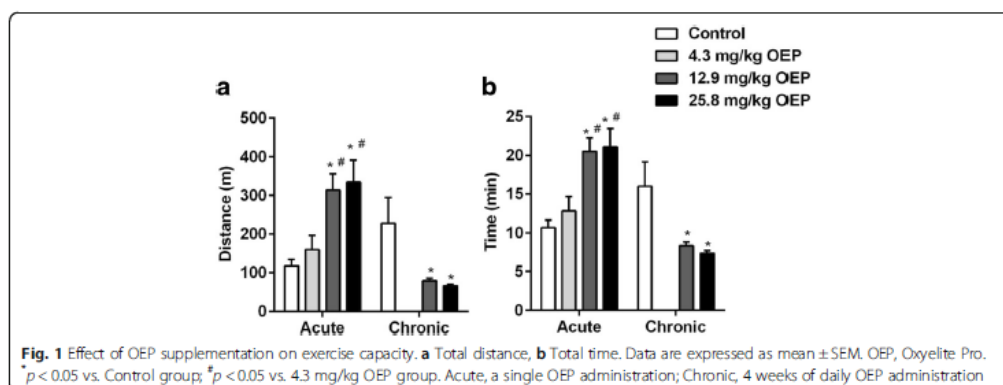 Control
4.3 mg/kg OEP
12.9 mg/kg OEP
25.8 mg/kg OEP
a
500
400
300
200
100
0
Distance (m)
* # * #
* *
Acute Chronic
b
25
20
15
10
5
0
Time (min)
* # * #
* *
Acute Chronic
Fig. 1 Effect of OEP supplementation on exercise capacity. a Total distance, b Total time. Data are expressed as mean ± SEM. OEP, Oxyelite Pro.
*p < 0.05 vs. Control group; #p < 0.05 vs. 4.3 mg/kg OEP group. Acute, a single OEP administration; Chronic, 4 weeks of daily OEP administration